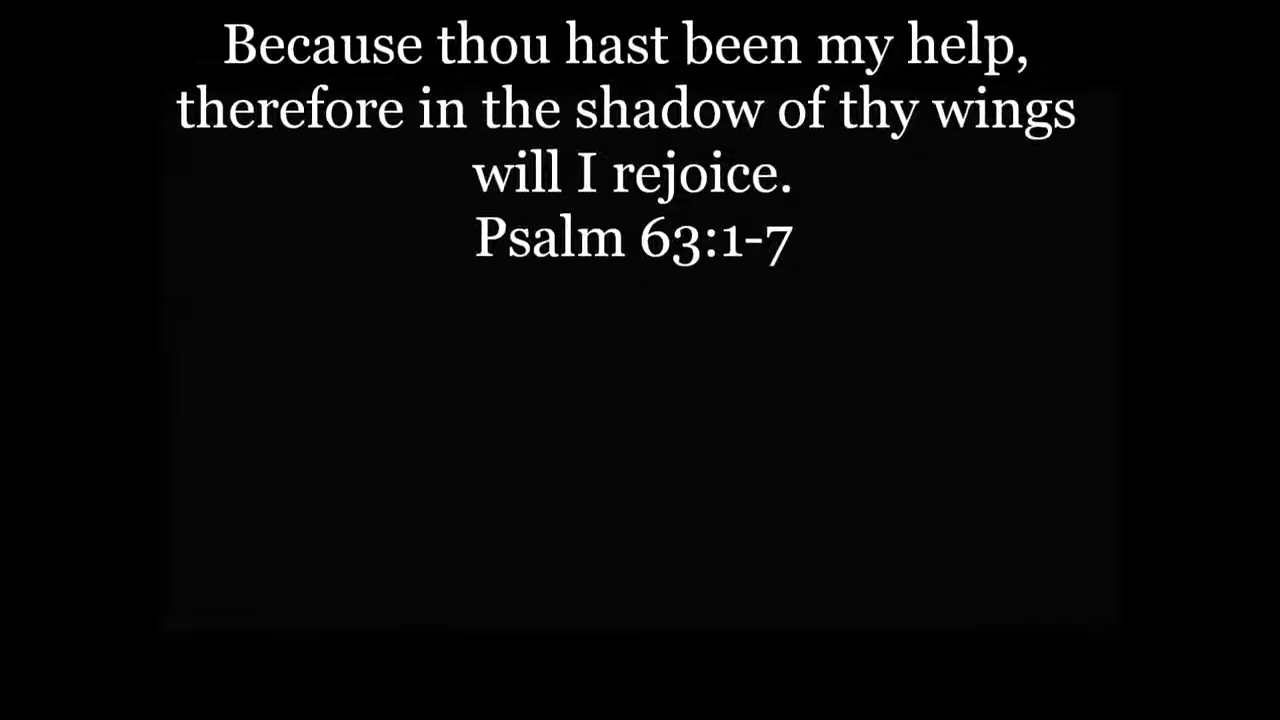 Because thou hast been my help,
therefore in the shadow of thy wings
will I rejoice.
Psalm 63:1-7